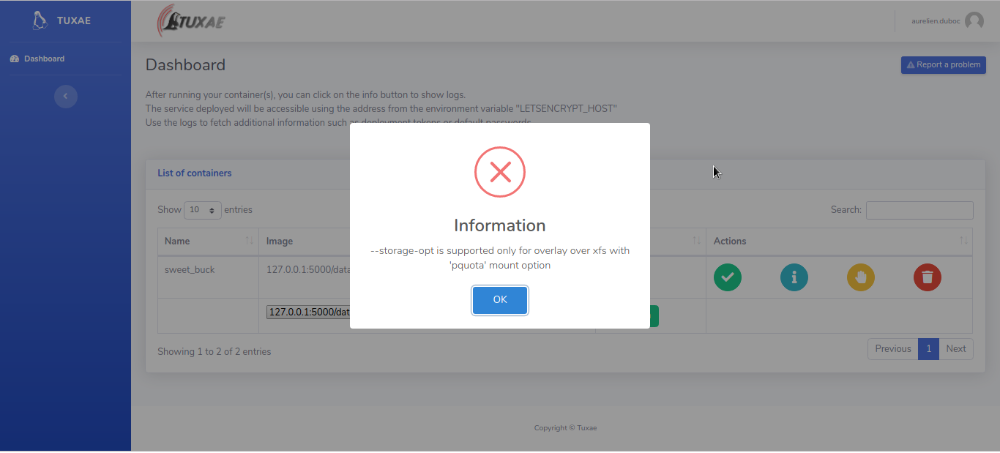 TUXAE
TUXAE
aurelien.duboc
Dashboard
Dashboard
Report a problem
After running your container(s), you can click on the info button to show logs.
The service deployed will be accessible using the address from the environment variable "LETSENCRYPT_HOST"
Use the logs to fetch additional information such as deployment tokens or default passwords
List of containers
Show 10 entries
Search:
Name
Image
Actions
sweet_buck
127.0.0.1:5000/data
127.0.0.1:5000/dat
Showing 1 to 2 of 2 entries
Previous 1 Next
Information
--storage-opt is supported only for overlay over xfs with
'pquota' mount option
OK
Copyright © Tuxae